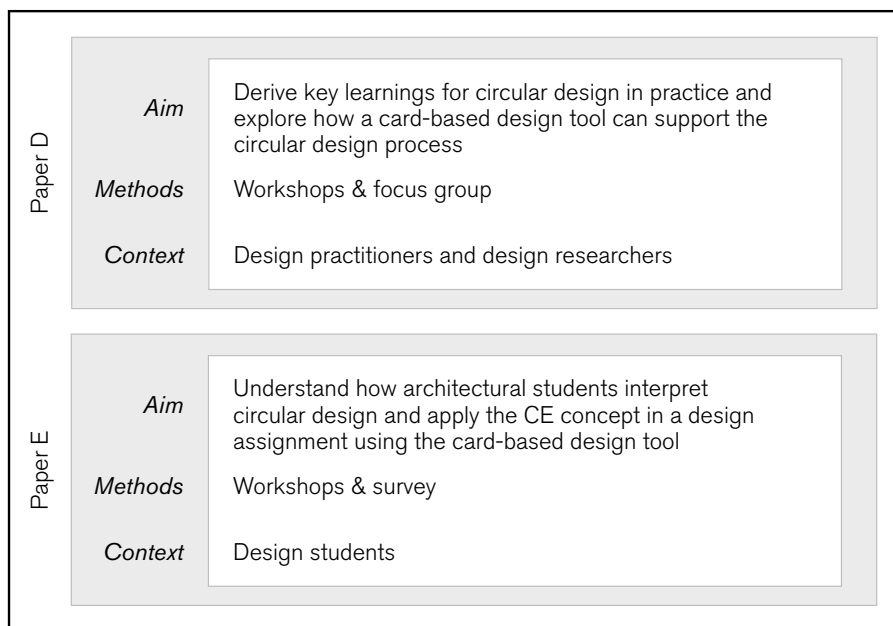 Paper D
Aim
Derive key learnings for circular design in practice and
explore how a card-based design tool can support the
circular design process
Methods
Workshops & focus group
Context
Design practitioners and design researchers
Paper E
Aim
Understand how architectural students interpret
circular design and apply the CE concept in a design
assignment using the card-based design tool
Methods
Workshops & survey
Context
Design students